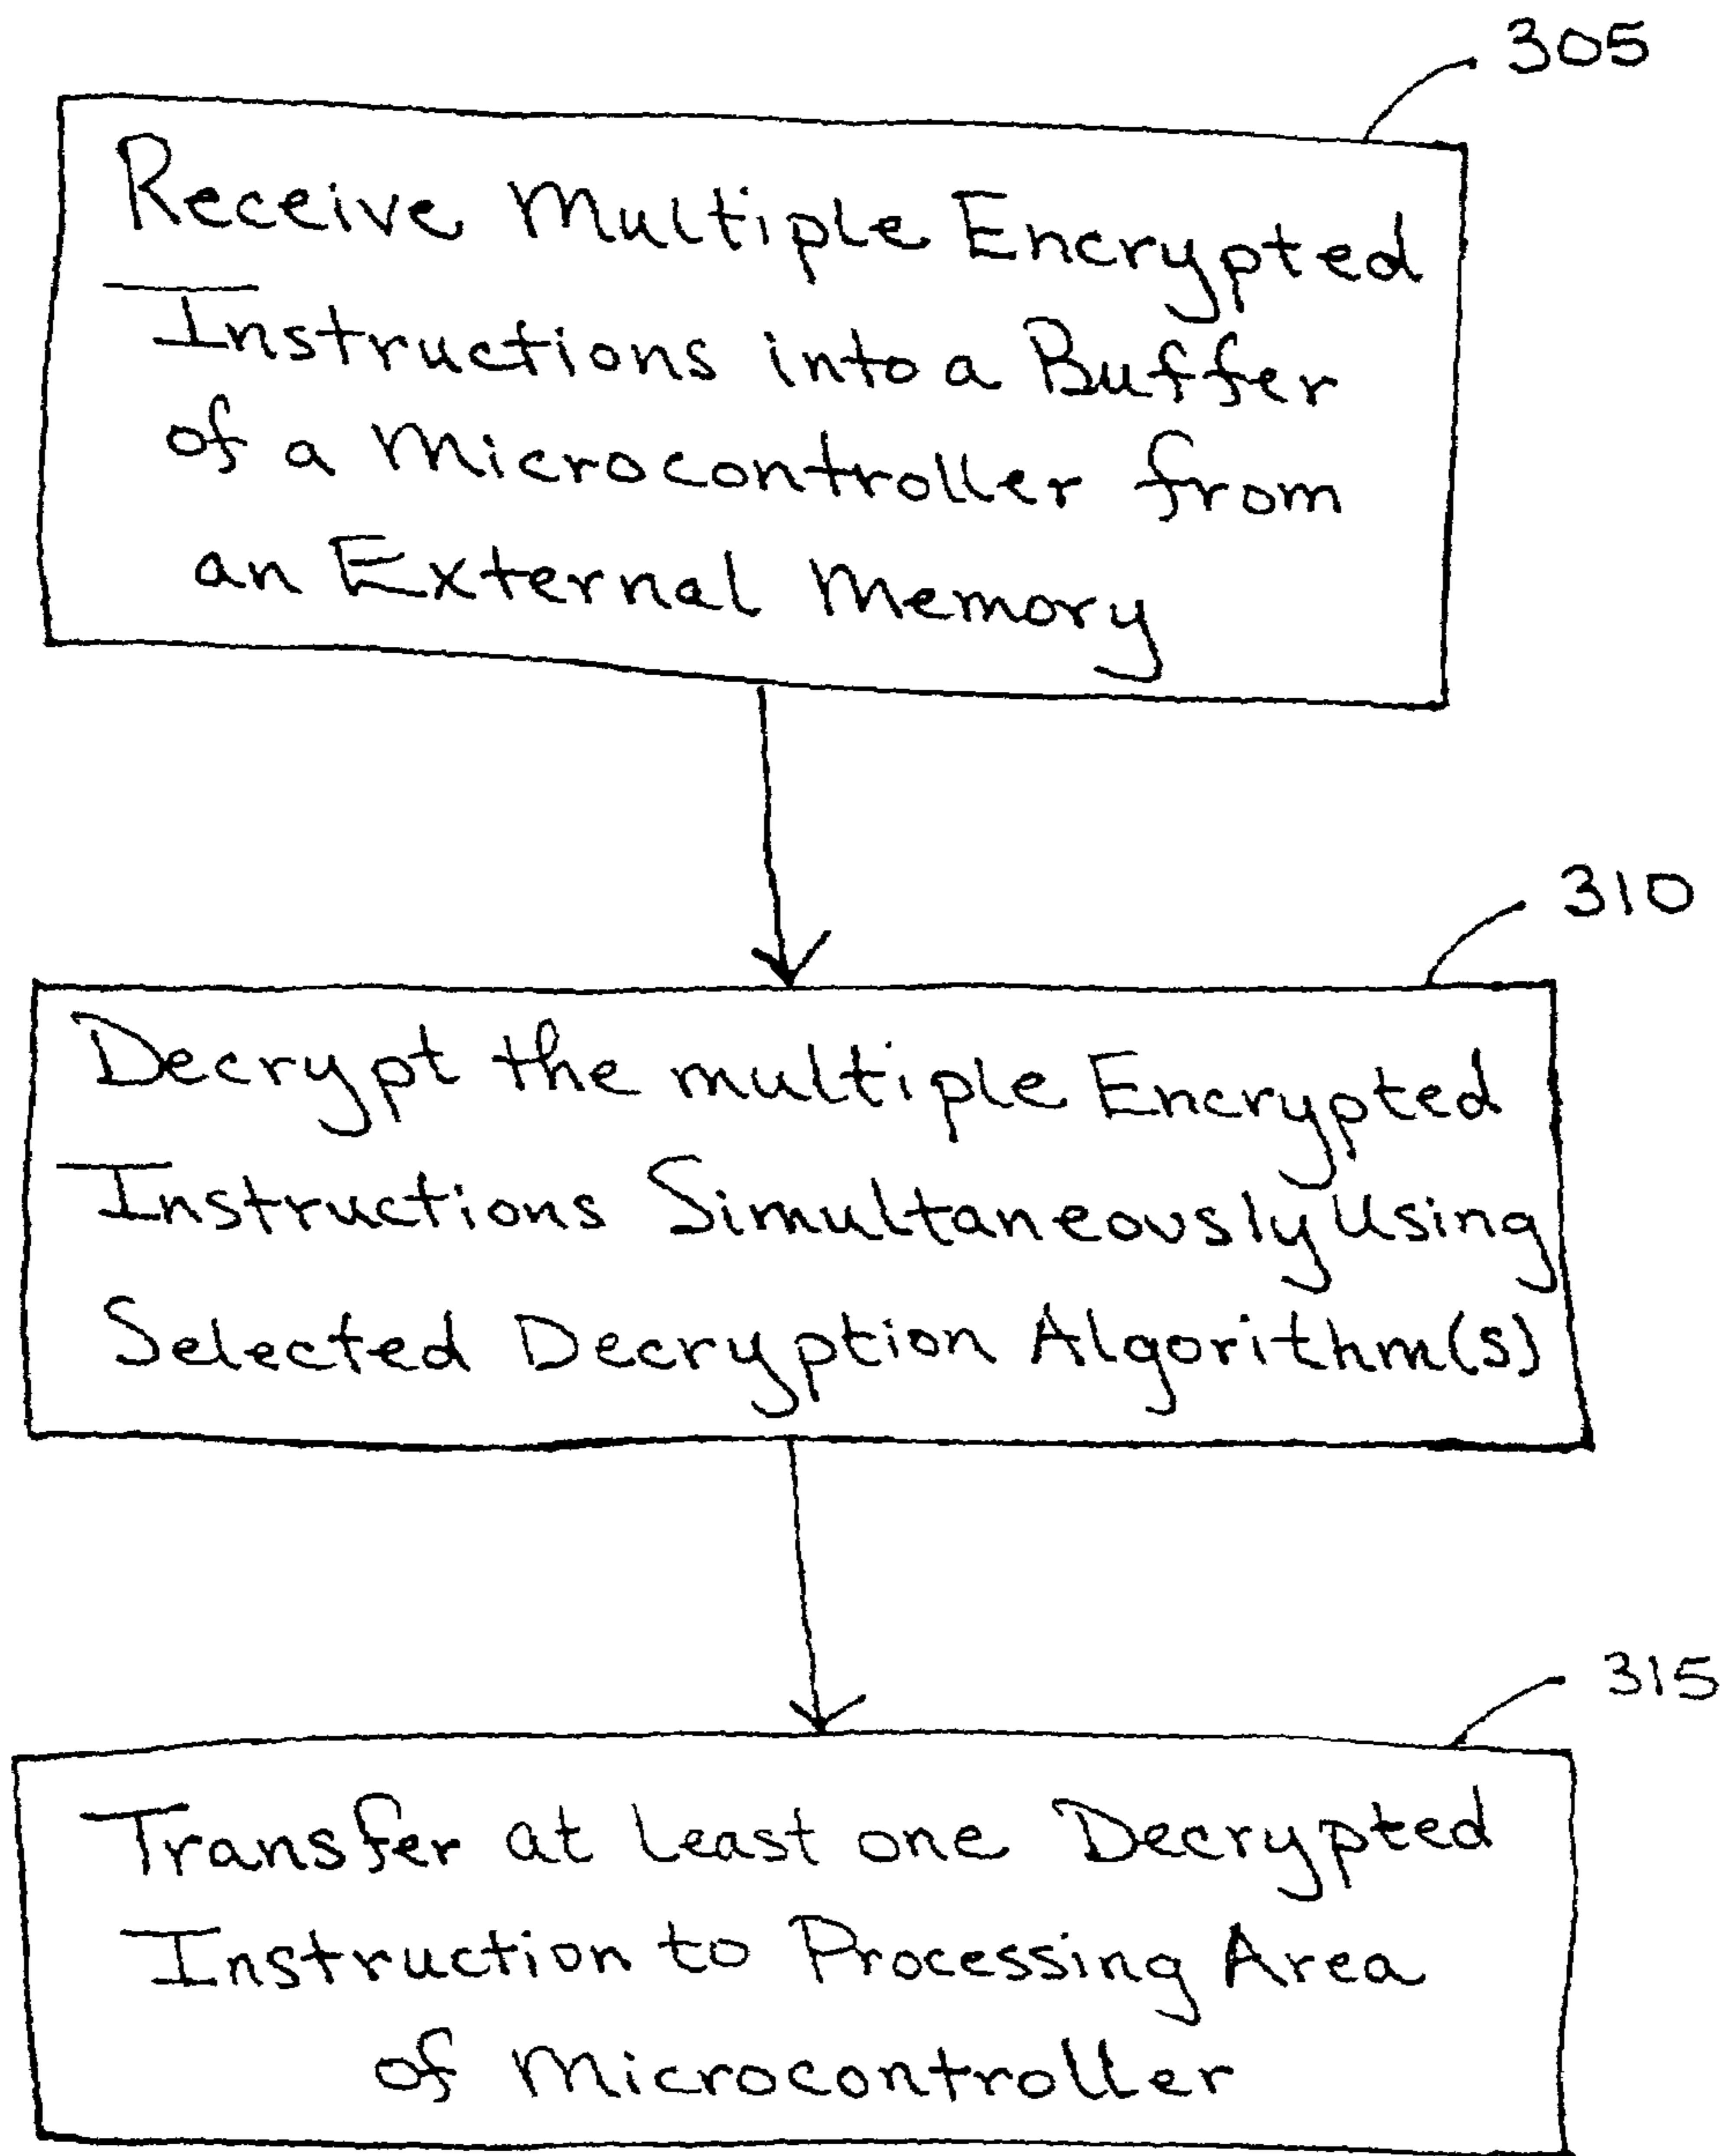 305
Receive Multiple Encrypted
Instructions into a Buffer
of a Microcontroller from
an External Memory
310
Decrypt the multiple Encrypted
Instructions Simultaneously Using
Selected Decryption Algorithm(s)
315
Transfer at least one Decrypted
Instruction to Processing Area
of Microcontroller